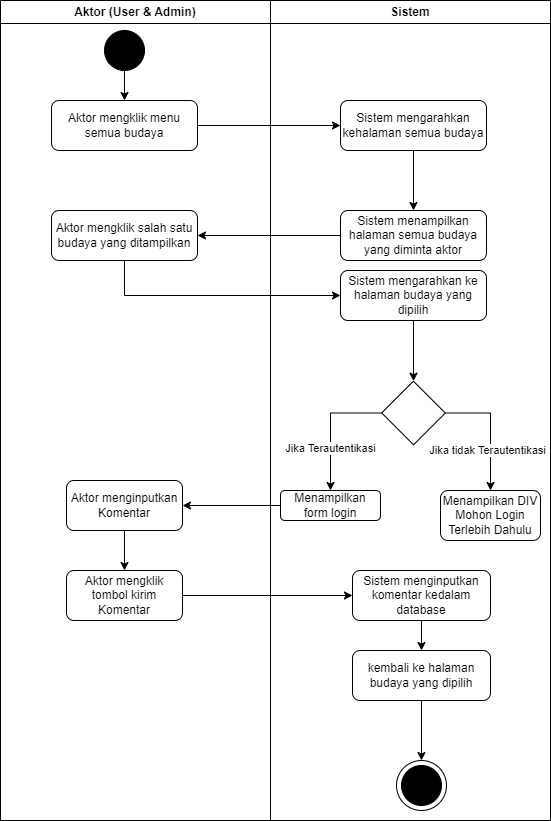 Aktor (User & Admin)
Sistem
Aktor mengklik menu
semua budaya
Sistem mengarahkan
kehalaman semua budaya
Aktor mengklik salah satu
budaya yang ditampilkan
Sistem menampilkan
halaman semua budaya
yang diminta aktor
Sistem mengarahkan ke
halaman budaya yang
dipilih
Jika Terautentikasi
Jika tidak Terautentikasi
Aktor menginputkan
Komentar
Menampilkan
form login
Menampilkan DIV
Mohon Login
Terlebih Dahulu
Aktor mengklik
tombol kirim
Komentar
Sistem menginputkan
komentar kedalam
database
kembali ke halaman
budaya yang dipilih